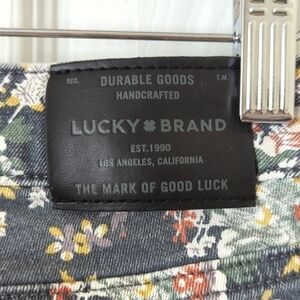 REG. DURABLE GOODS T.M.
HANDCRAFTED
LUCKY BRAND
EST.1990
LOS ANGELES, CALIFORNIA
THE MARK OF GOOD LUCK